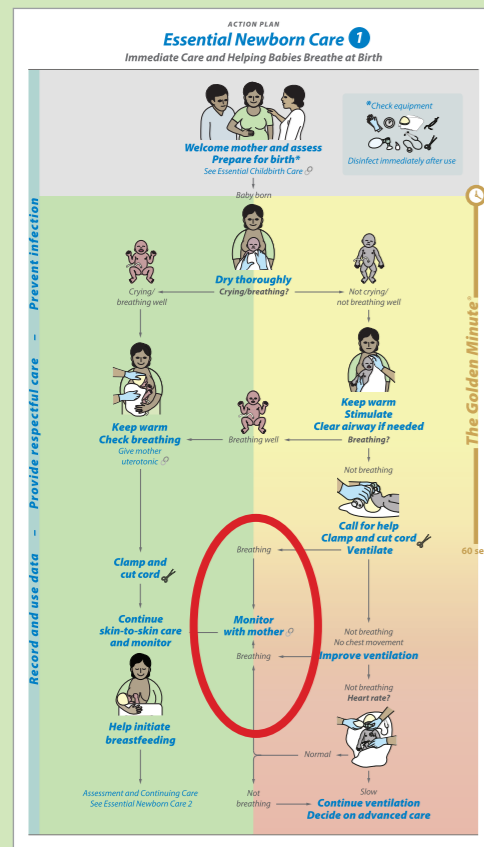 ACTION PLAN
Essential Newborn Care 1
Immediate Care and Helping Babies Breathe at Birth
*Check equipment
Disinfect immediately after use
Welcome mother and assess
Prepare for birth*
See Essential Childbirth Care
Baby born
Dry thoroughly
Crying/breathing?
Crying/
breathing well
Not crying/
not breathing well
Keep warm
Check breathing
Give mother
uterotonic
Breathing well
Keep warm
Stimulate
Clear airway if needed
Breathing?
Not breathing
Call for help
Clamp and cut cord
Ventilate
Breathing
Clamp and
cut cord
Continue
skin-to-skin care
and monitor
Monitor
with mother
Breathing
Not breathing
No chest movement
Improve ventilation
Not breathing
Heart rate?
Help initiate
breastfeeding
Normal
Slow
Assessment and Continuing Care
See Essential Newborn Care 2
Not
breathing
Continue ventilation
Decide on advanced care
Record and use data – Provide respectful care – Prevent infection
The Golden Minute®
60 se